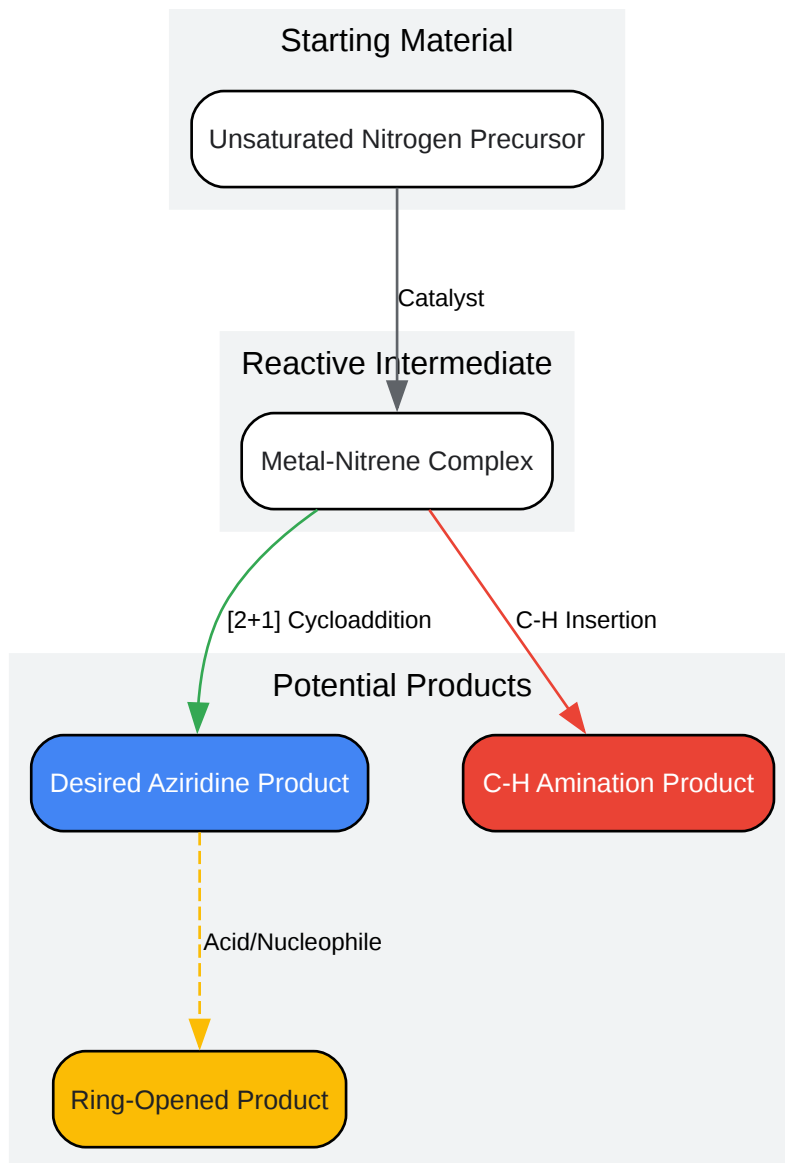 Starting Material
Unsaturated Nitrogen Precursor
Catalyst
Reactive Intermediate
Metal-Nitrene Complex
[2+1] Cycloaddition
C-H Insertion
Potential Products
Desired Aziridine Product
C-H Amination Product
Acid/Nucleophile
Ring-Opened Product